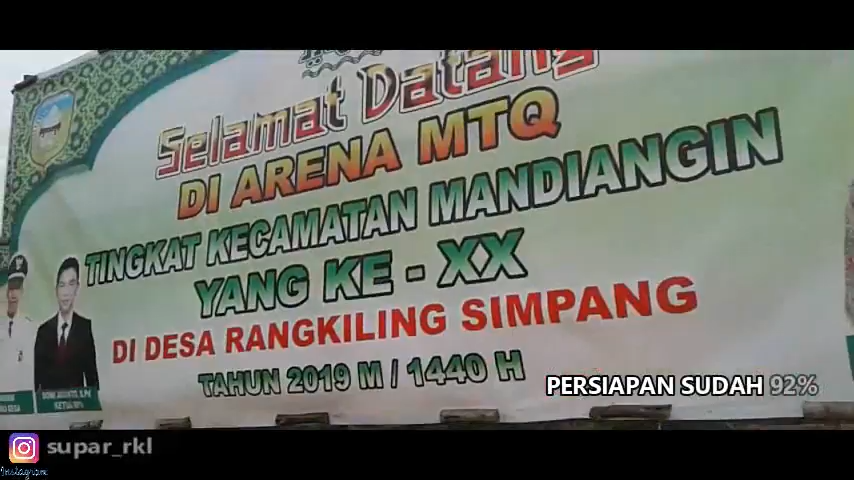 Selamat Datang
DI ARENA MTQ
TINGKAT KECAMATAN MANDIANGIN
YANG KE - XX
DI DESA RANGKILING SIMPANG
TAHUN 2019 M / 1440 H
PERSIAPAN SUDAH 92%
supar_rkl
Instagram